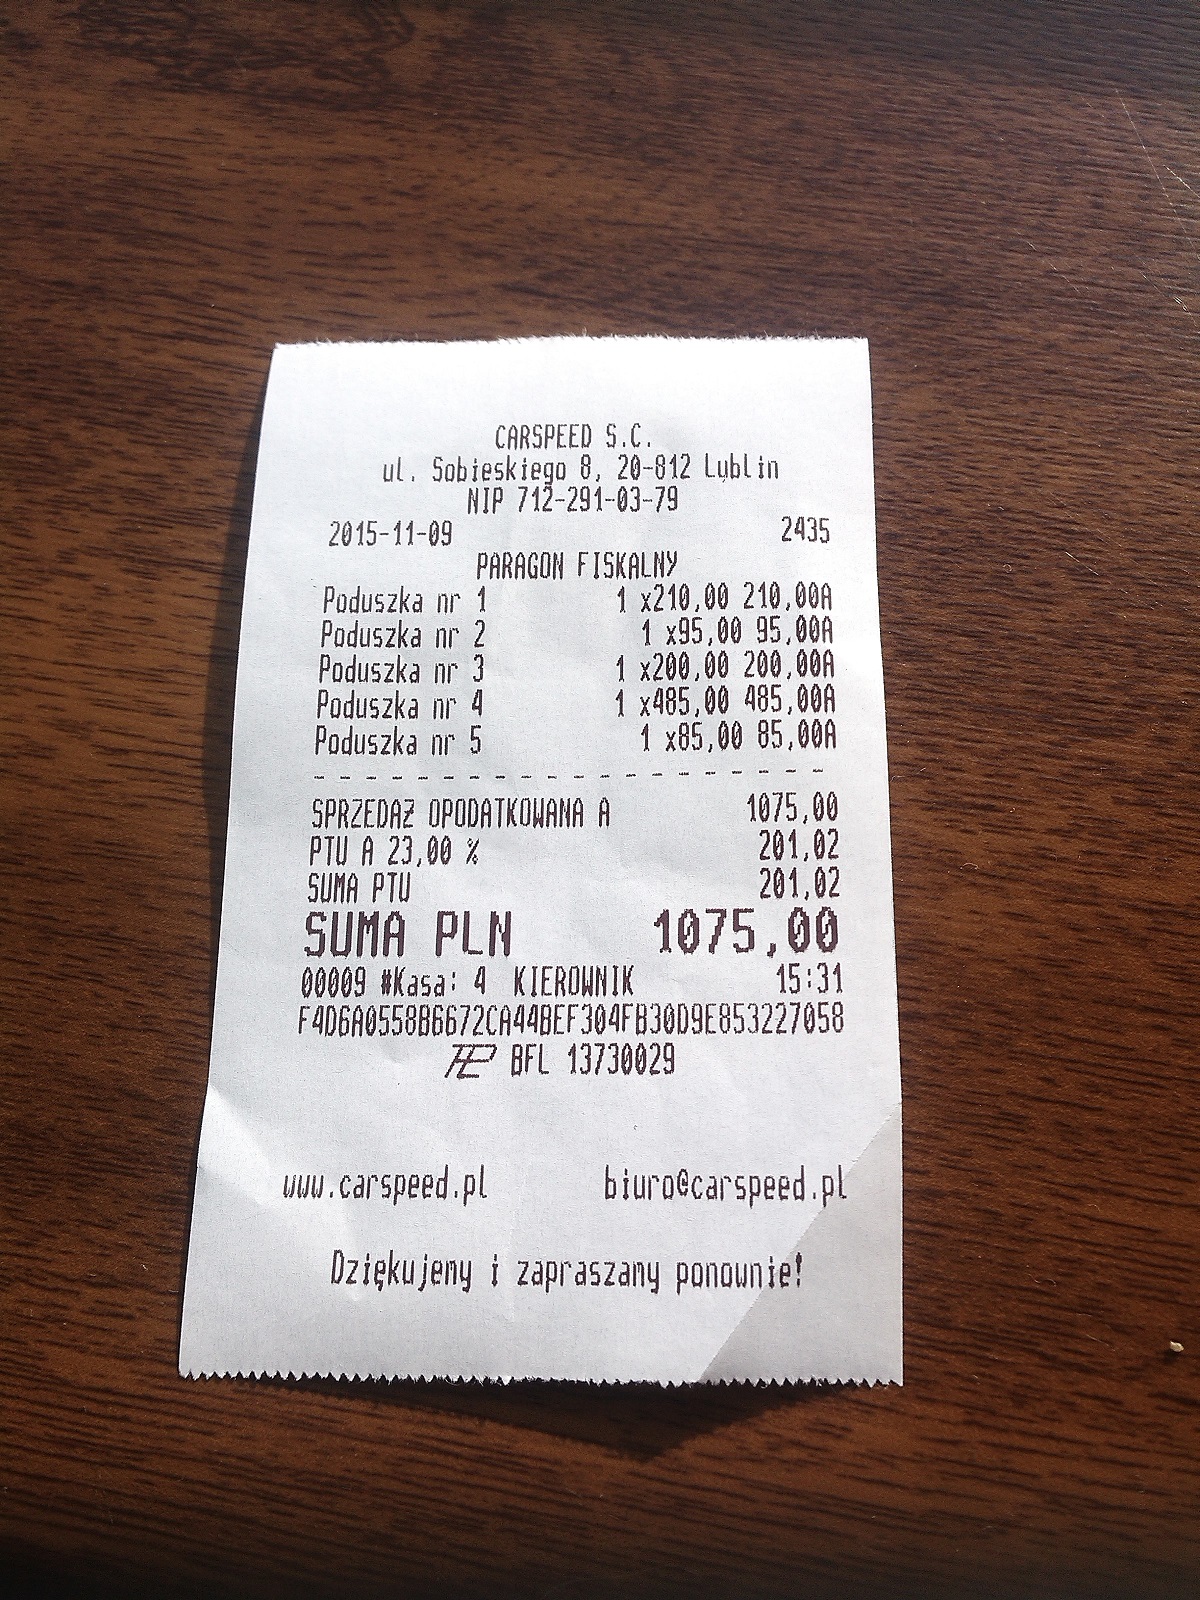 CARSPEED S.C.
ul. Sobieskiego 8, 20-812 Lublin
NIP 712-291-03-79
2015-11-09 2435
PARAGON FISKALNY
Poduszka nr 1 1 x210,00 210,00A
Poduszka nr 2 1 x95,00 95,00A
Poduszka nr 3 1 x200,00 200,00A
Poduszka nr 4 1 x485,00 485,00A
Poduszka nr 5 1 x85,00 85,00A
SPRZEDAŻ OPODATKOWANA A 1075,00
PTU A 23,00 % 201,02
SUMA PTU 201,02
SUMA PLN 1075,00
00009 #Kasa: 4 KIEROWNIK 15:31
F4D6A0558B6672CA44BEF304FB30D9E853227058
BFL 13730029
www.carspeed.pl biuro@carspeed.pl
Dziękujemy i zapraszamy ponownie!